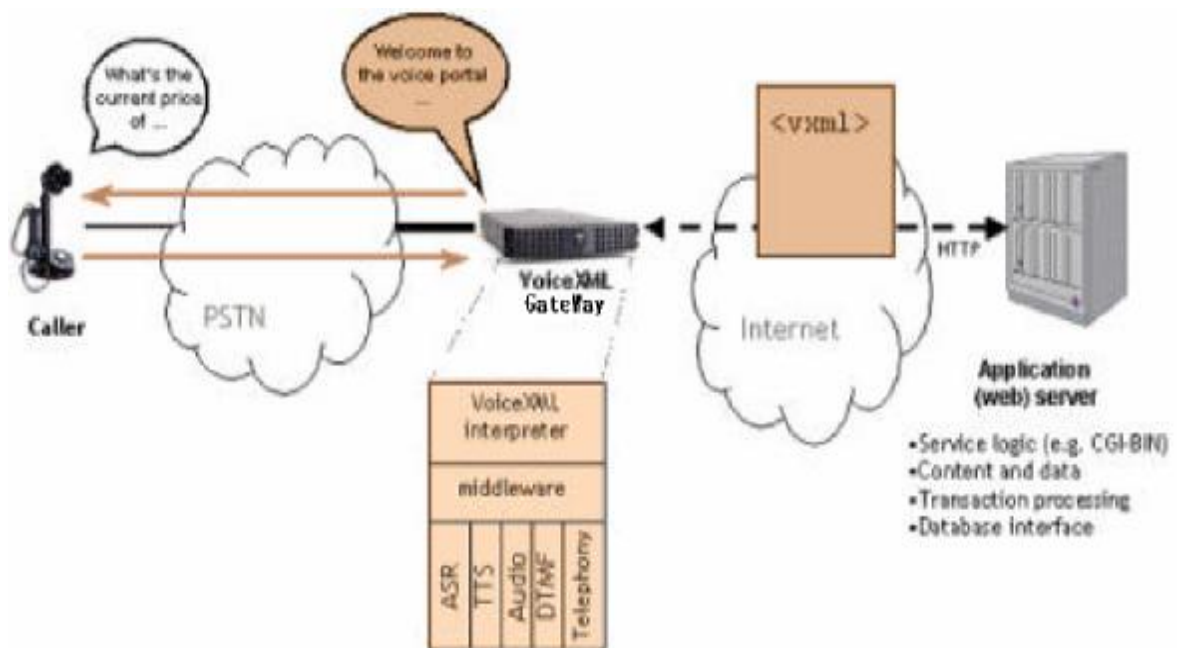 What's the
current price
of ...
Welcome to
the voice portal
...
<vxml>
HTTP
VoiceXML
GateWay
Caller
PSTN
Internet
Application
(web) server
•Service logic (e.g. CGI-BIN)
•Content and data
•Transaction processing
•Database interface
VoiceXML
interpreter
middleware
ASR
TTS
Audio
DTMF
Telephony